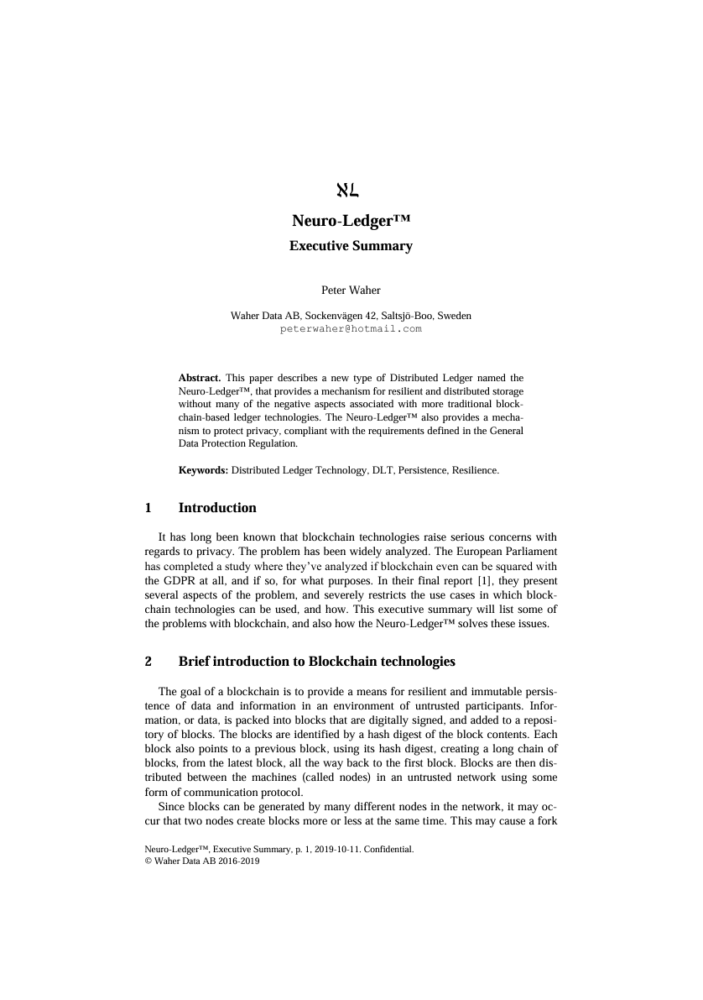 ℵL
Neuro-Ledger™
Executive Summary
Peter Waher
Waher Data AB, Sockenvägen 42, Saltsjö-Boo, Sweden
peterwaher@hotmail.com
Abstract. This paper describes a new type of Distributed Ledger named the
Neuro-Ledger™, that provides a mechanism for resilient and distributed storage
without many of the negative aspects associated with more traditional block-
chain-based ledger technologies. The Neuro-Ledger™ also provides a mecha-
nism to protect privacy, compliant with the requirements defined in the General
Data Protection Regulation.
Keywords: Distributed Ledger Technology, DLT, Persistence, Resilience.
1 Introduction
It has long been known that blockchain technologies raise serious concerns with
regards to privacy. The problem has been widely analyzed. The European Parliament
has completed a study where they’ve analyzed if blockchain even can be squared with
the GDPR at all, and if so, for what purposes. In their final report [1], they present
several aspects of the problem, and severely restricts the use cases in which block-
chain technologies can be used, and how. This executive summary will list some of
the problems with blockchain, and also how the Neuro-Ledger™ solves these issues.
2 Brief introduction to Blockchain technologies
The goal of a blockchain is to provide a means for resilient and immutable persis-
tence of data and information in an environment of untrusted participants. Infor-
mation, or data, is packed into blocks that are digitally signed, and added to a reposi-
tory of blocks. The blocks are identified by a hash digest of the block contents. Each
block also points to a previous block, using its hash digest, creating a long chain of
blocks, from the latest block, all the way back to the first block. Blocks are then dis-
tributed between the machines (called nodes) in an untrusted network using some
form of communication protocol.
Since blocks can be generated by many different nodes in the network, it may oc-
cur that two nodes create blocks more or less at the same time. This may cause a fork
Neuro-Ledger™, Executive Summary, p. 1, 2019-10-11. Confidential.
© Waher Data AB 2016-2019